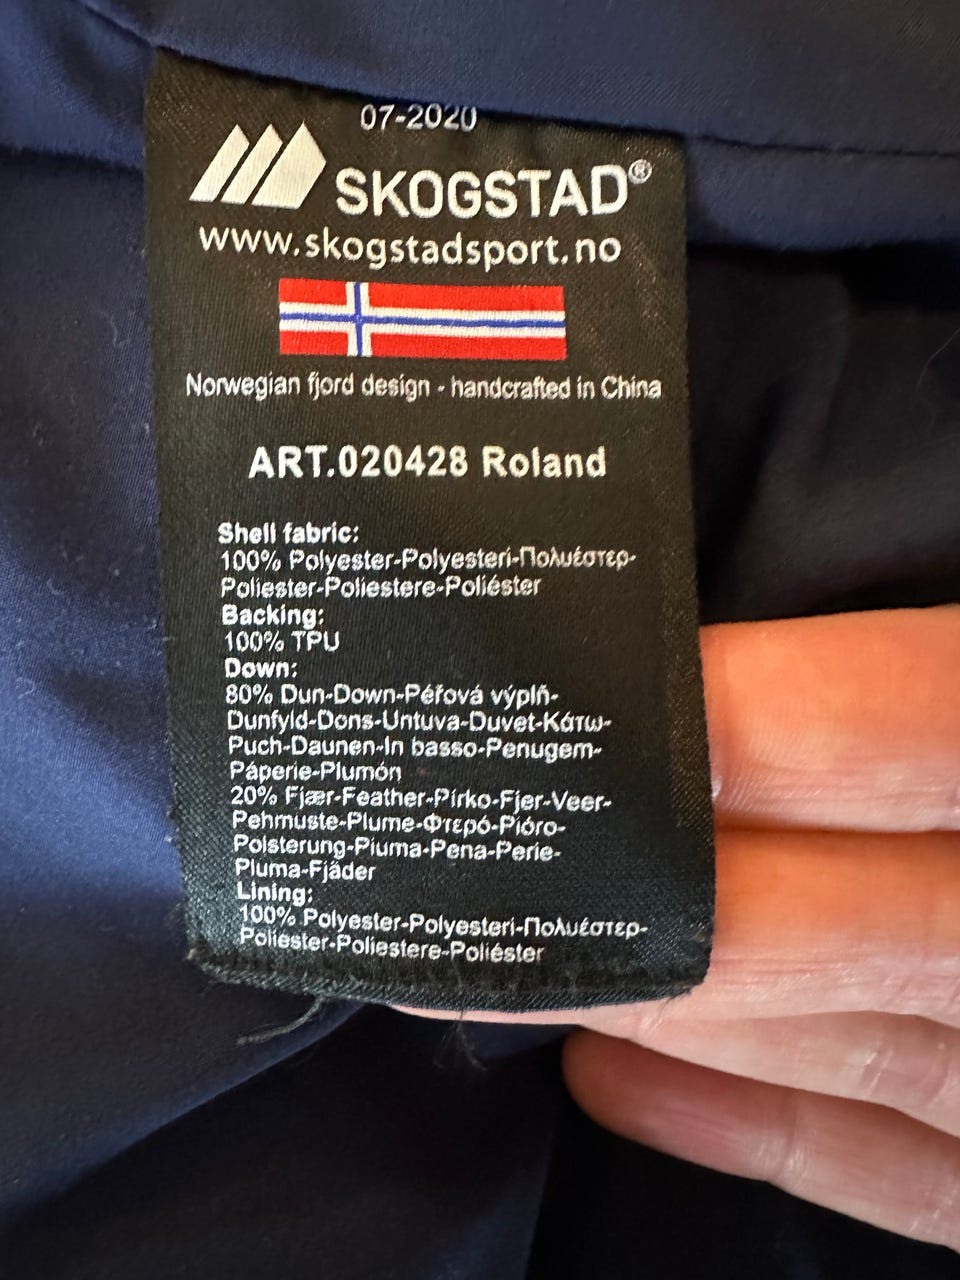 07-2020
SKOGSTAD®
www.skogstadsport.no
Norwegian fjord design - handcrafted in China
ART.020428 Roland
Shell fabric:
100% Polyester-Polyesteri-Πολυέστερ-
Poliester-Poliestere-Poliéster
Backing:
100% TPU
Down:
80% Dun-Down-Péřová výplň-
Dunfyld-Dons-Untuva-Duvet-Κάτω-
Puch-Daunen-In basso-Penugem-
Páperie-Plumón
20% Fjær-Feather-Pírko-Fjer-Veer-
Pehmuste-Plume-Φτερό-Pióro-
Polsterung-Piuma-Pena-Perie-
Pluma-Fjäder
Lining:
100% Polyester-Polyesteri-Πολυέστερ-
Poliester-Poliestere-Poliéster